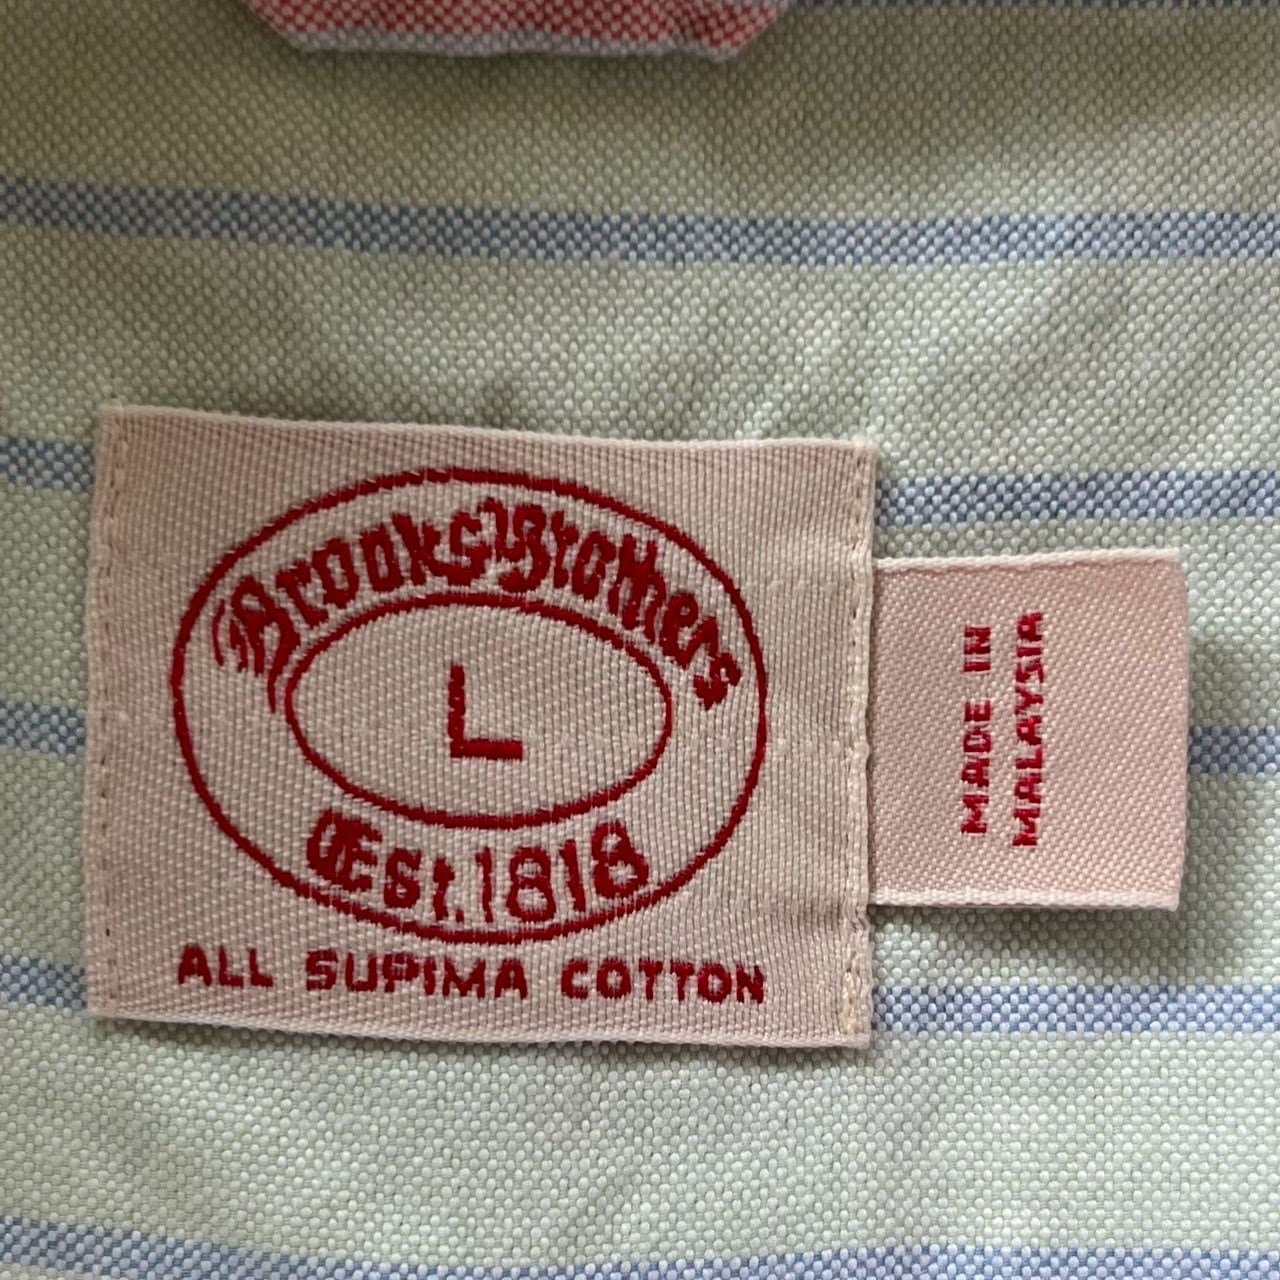 Brooks Brothers
L
Est. 1818
ALL SUPIMA COTTON
MADE IN
MALAYSIA